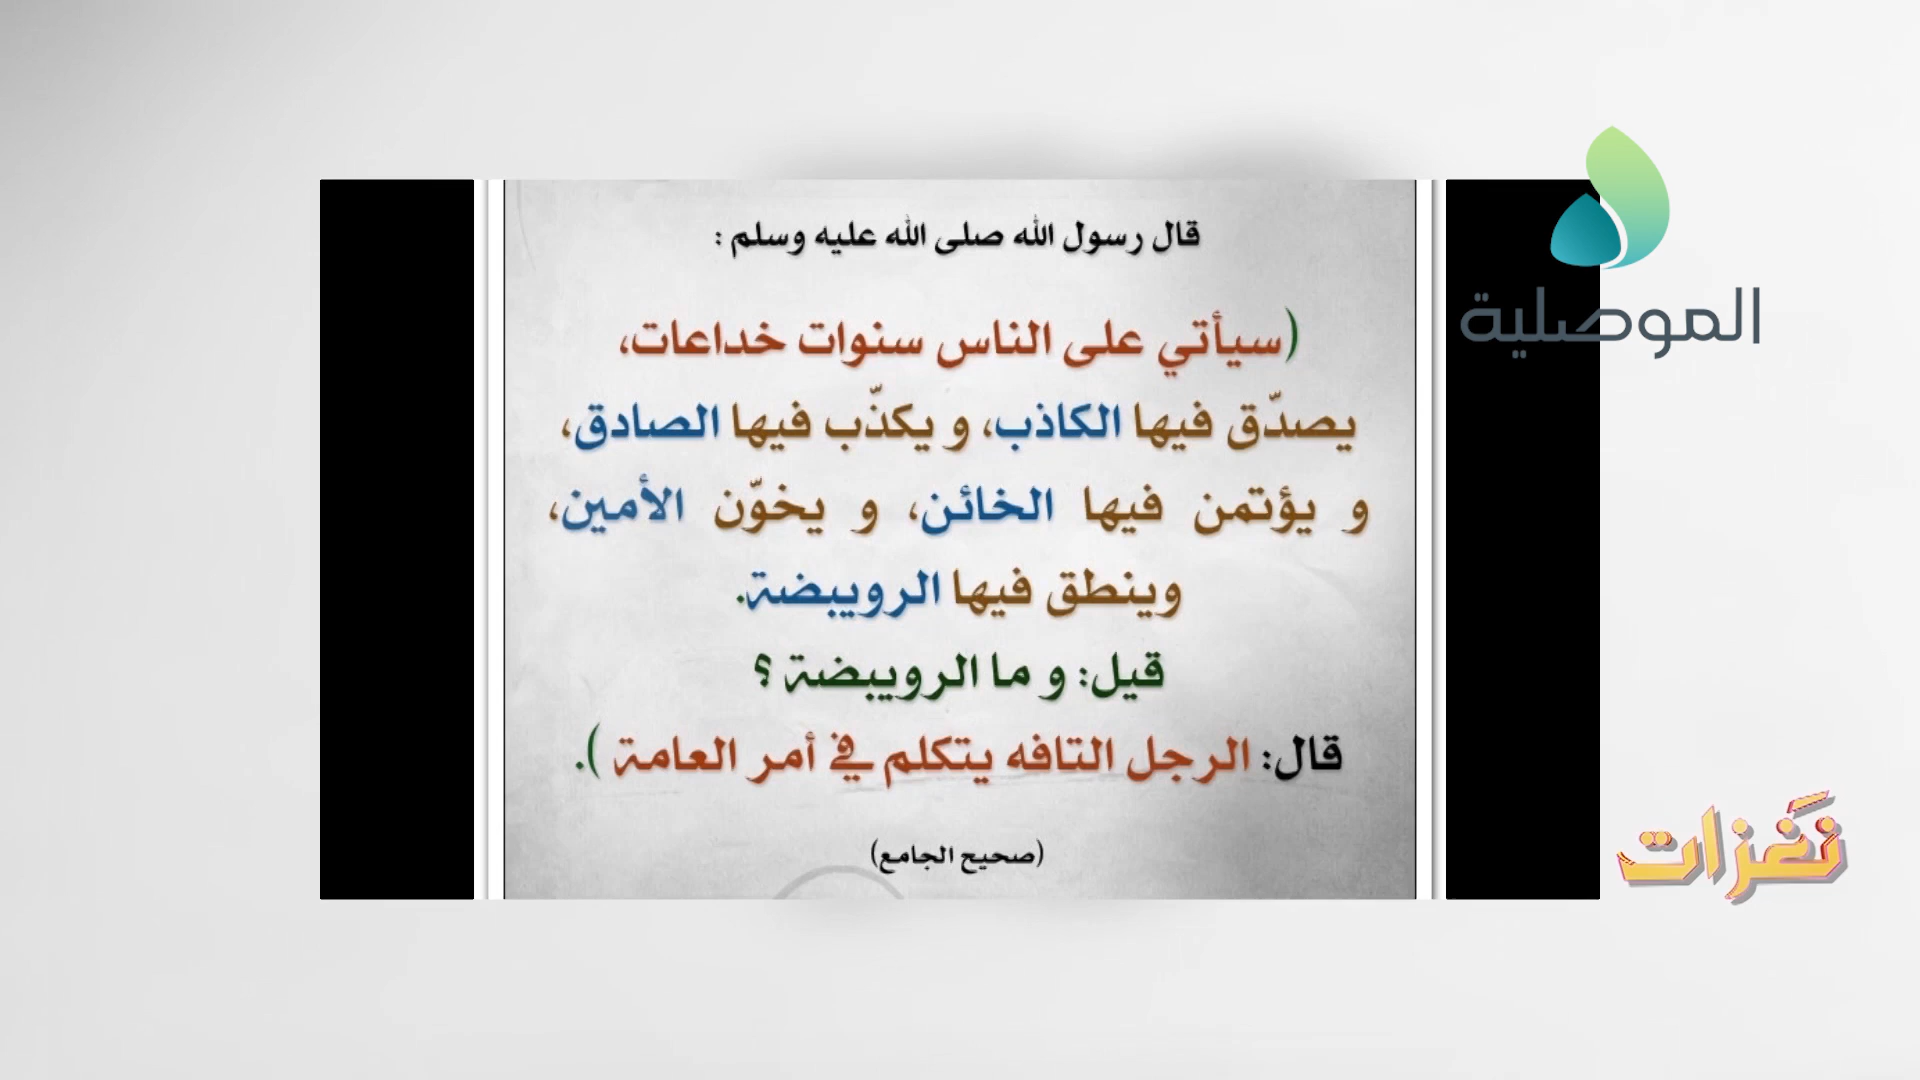 قال رسول الله صلى الله عليه وسلم :
(سيأتي على الناس سنوات خداعات،
يصدّق فيها الكاذب، و يكذّب فيها الصادق،
و يؤتمن فيها الخائن، و يخوّن الأمين،
وينطق فيها الرويبضة.
قيل: و ما الرويبضة ؟
قال: الرجل التافه يتكلم في أمر العامة ).
(صحيح الجامع)
الموصلية
نَغزات